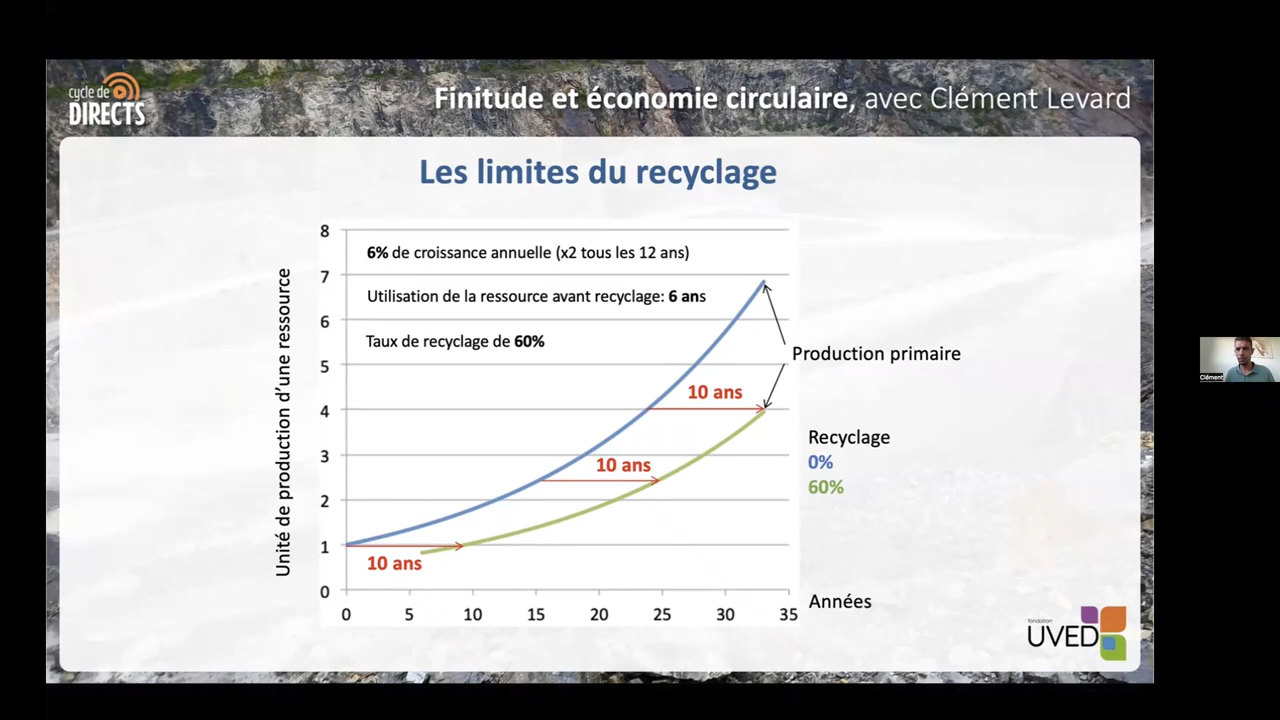 cycle de
DIRECTS
Finitude et économie circulaire, avec Clément Levard
Les limites du recyclage
Unité de production d'une ressource
8
7
6
5
4
3
2
1
0
6% de croissance annuelle (x2 tous les 12 ans)
Utilisation de la ressource avant recyclage: 6 ans
Taux de recyclage de 60%
10 ans
10 ans
10 ans
Production primaire
Recyclage
0%
60%
0 5 10 15 20 25 30 35
Années
fondation
UVED
Clément